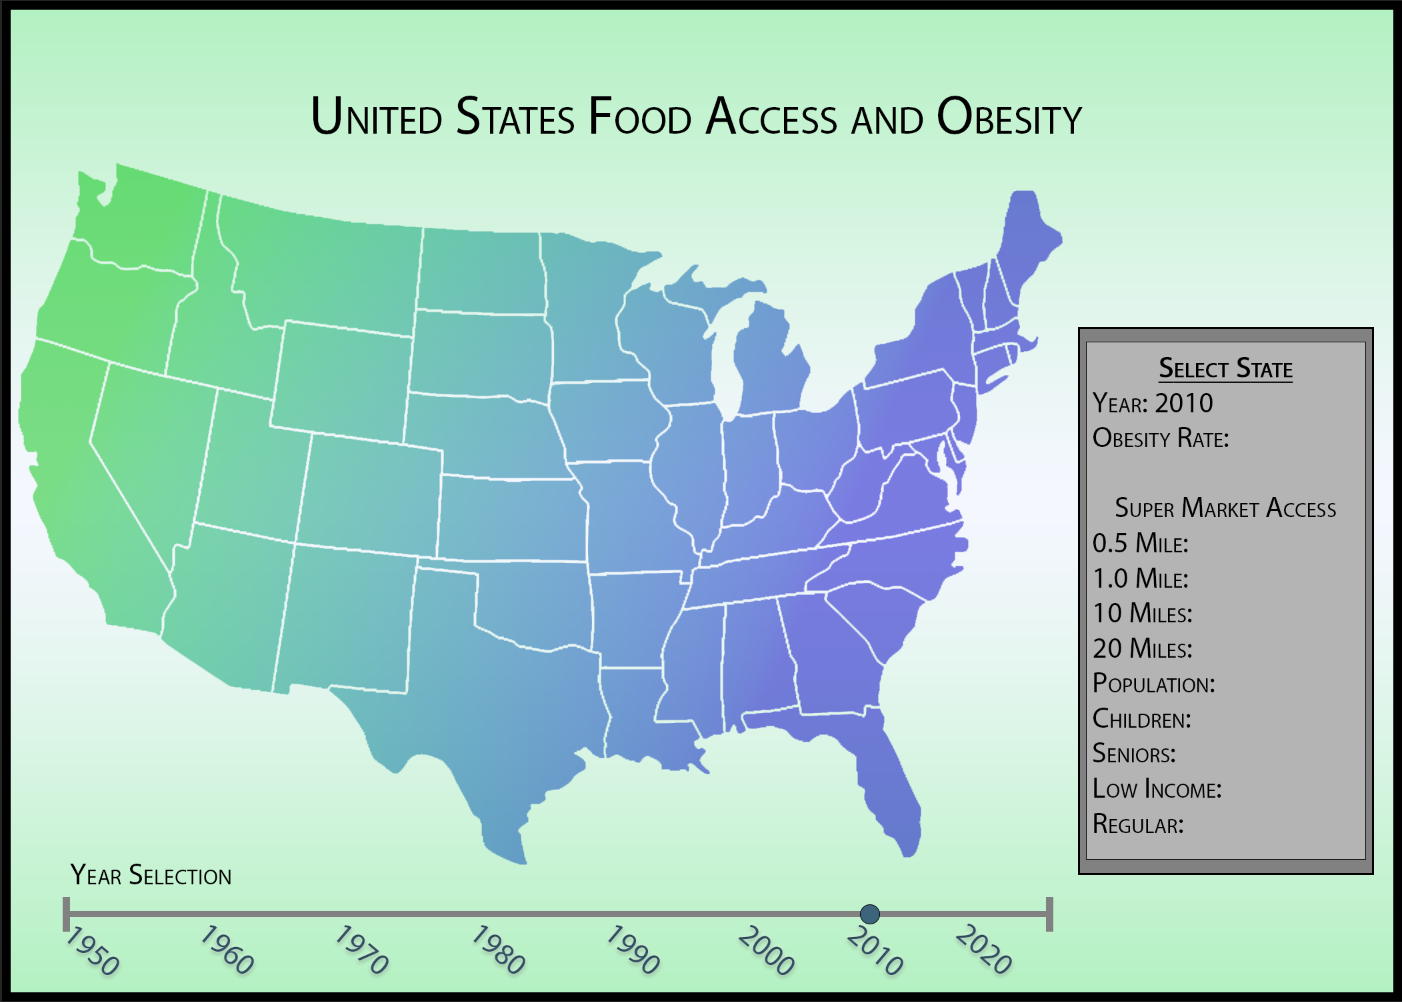 United States Food Access and Obesity
Select State
Year: 2010
Obesity Rate:
Super Market Access
0.5 Mile:
1.0 Mile:
10 Miles:
20 Miles:
Population:
Children:
Seniors:
Low Income:
Regular:
Year Selection
1950 1960 1970 1980 1990 2000 2010 2020